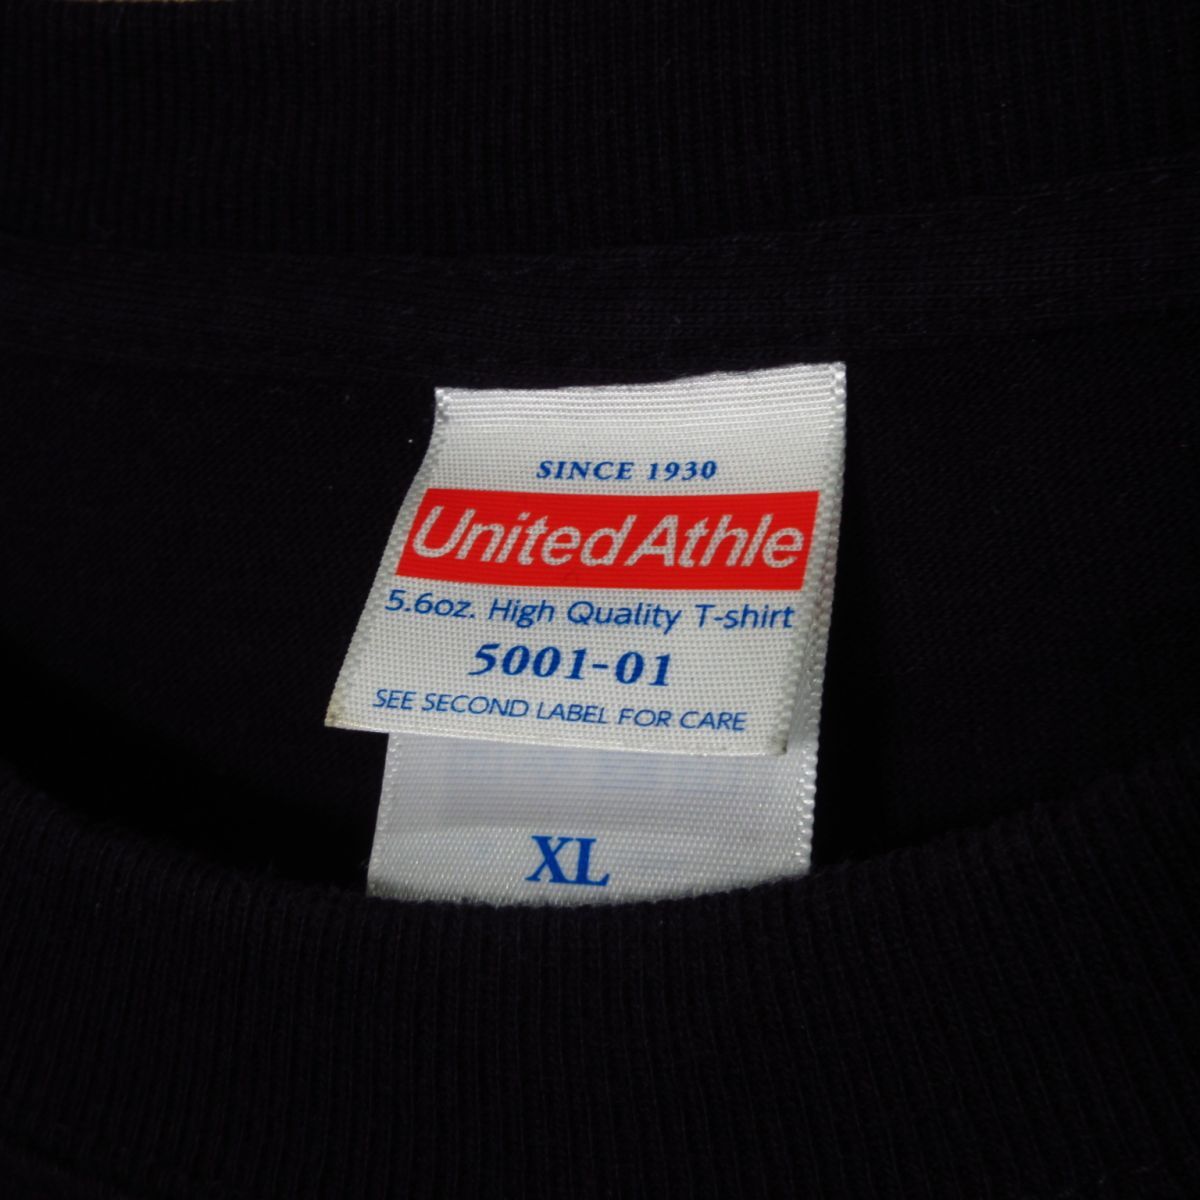 SINCE 1930
United Athle
5.6oz. High Quality T-shirt
5001-01
SEE SECOND LABEL FOR CARE
XL